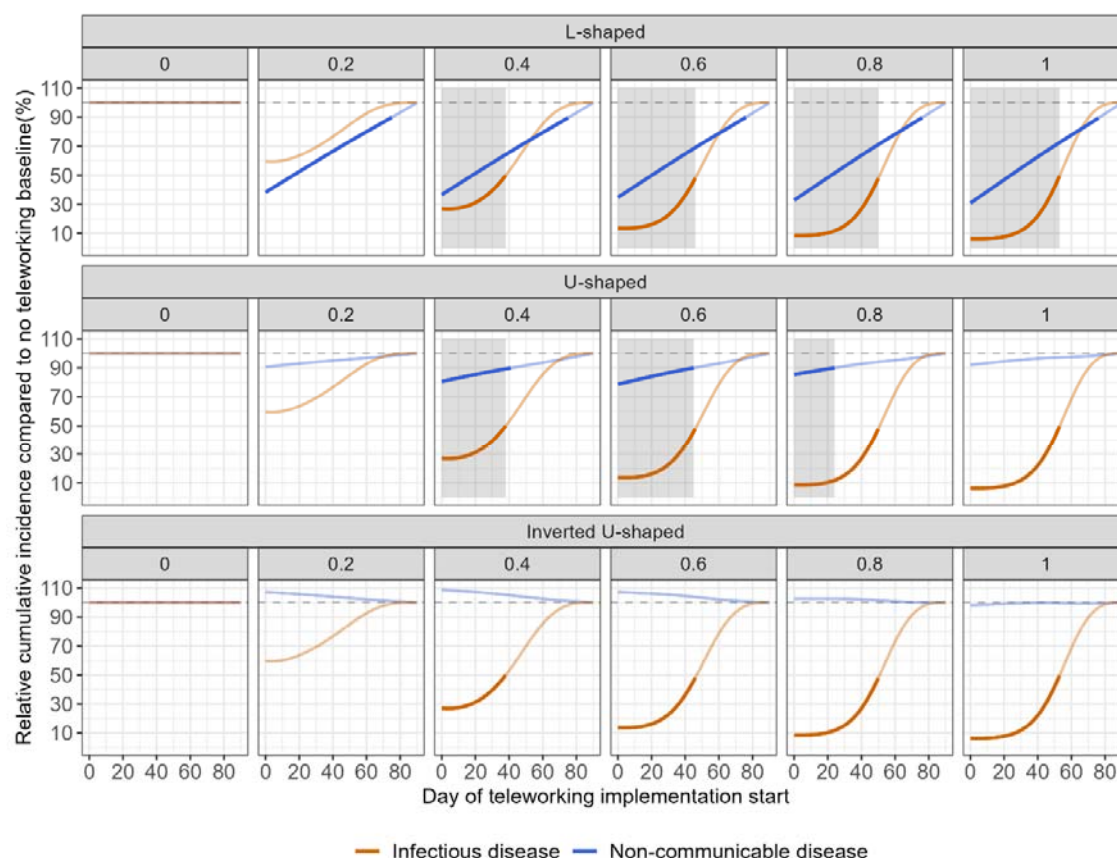 L-shaped
0 0.2 0.4 0.6 0.8 1
110
90
70
50
30
10
U-shaped
0 0.2 0.4 0.6 0.8 1
110
90
70
50
30
10
Inverted U-shaped
0 0.2 0.4 0.6 0.8 1
110
90
70
50
30
10
0 20 40 60 80 0 20 40 60 80 0 20 40 60 80 0 20 40 60 80 0 20 40 60 80 0 20 40 60 80
Relative cumulative incidence compared to no teleworking baseline(%)
Day of teleworking implementation start
Infectious disease Non-communicable disease